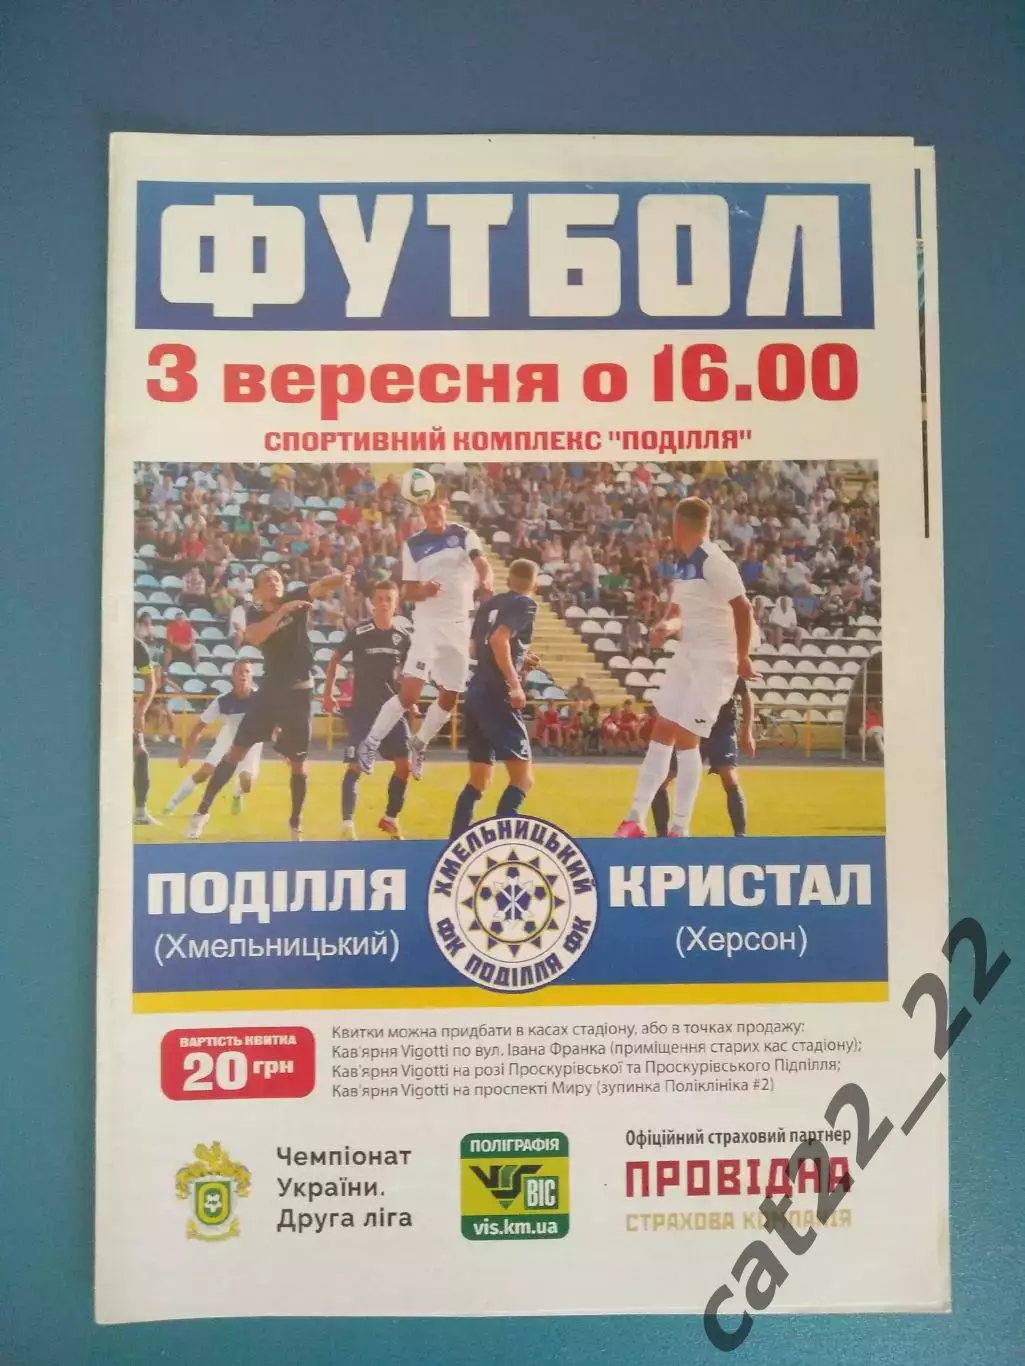 ФУТБОЛ
3 вересня о 16.00
СПОРТИВНИЙ КОМПЛЕКС "ПОДІЛЛЯ"
ПОДІЛЛЯ
(Хмельницький)
ХМЕЛЬНИЦЬКИЙ
ФК ПОДІЛЛЯ ФК
КРИСТАЛ
(Херсон)
ВАРТІСТЬ КВИТКА
20 грн
Квитки можна придбати в касах стадіону, або в точках продажу:
Кав'ярня Vigotti по вул. Івана Франка (приміщення старих кас стадіону);
Кав'ярня Vigotti на розі Проскурівської та Проскурівського Підпілля;
Кав'ярня Vigotti на проспекті Миру (зупинка Поліклініка #2)
Чемпіонат
України.
Друга ліга
ПОЛІГРАФІЯ
VIS ВІС
vis.km.ua
Офіційний страховий партнер
ПРОВІДНА
СТРАХОВА КОМПАНІЯ
cat22_22